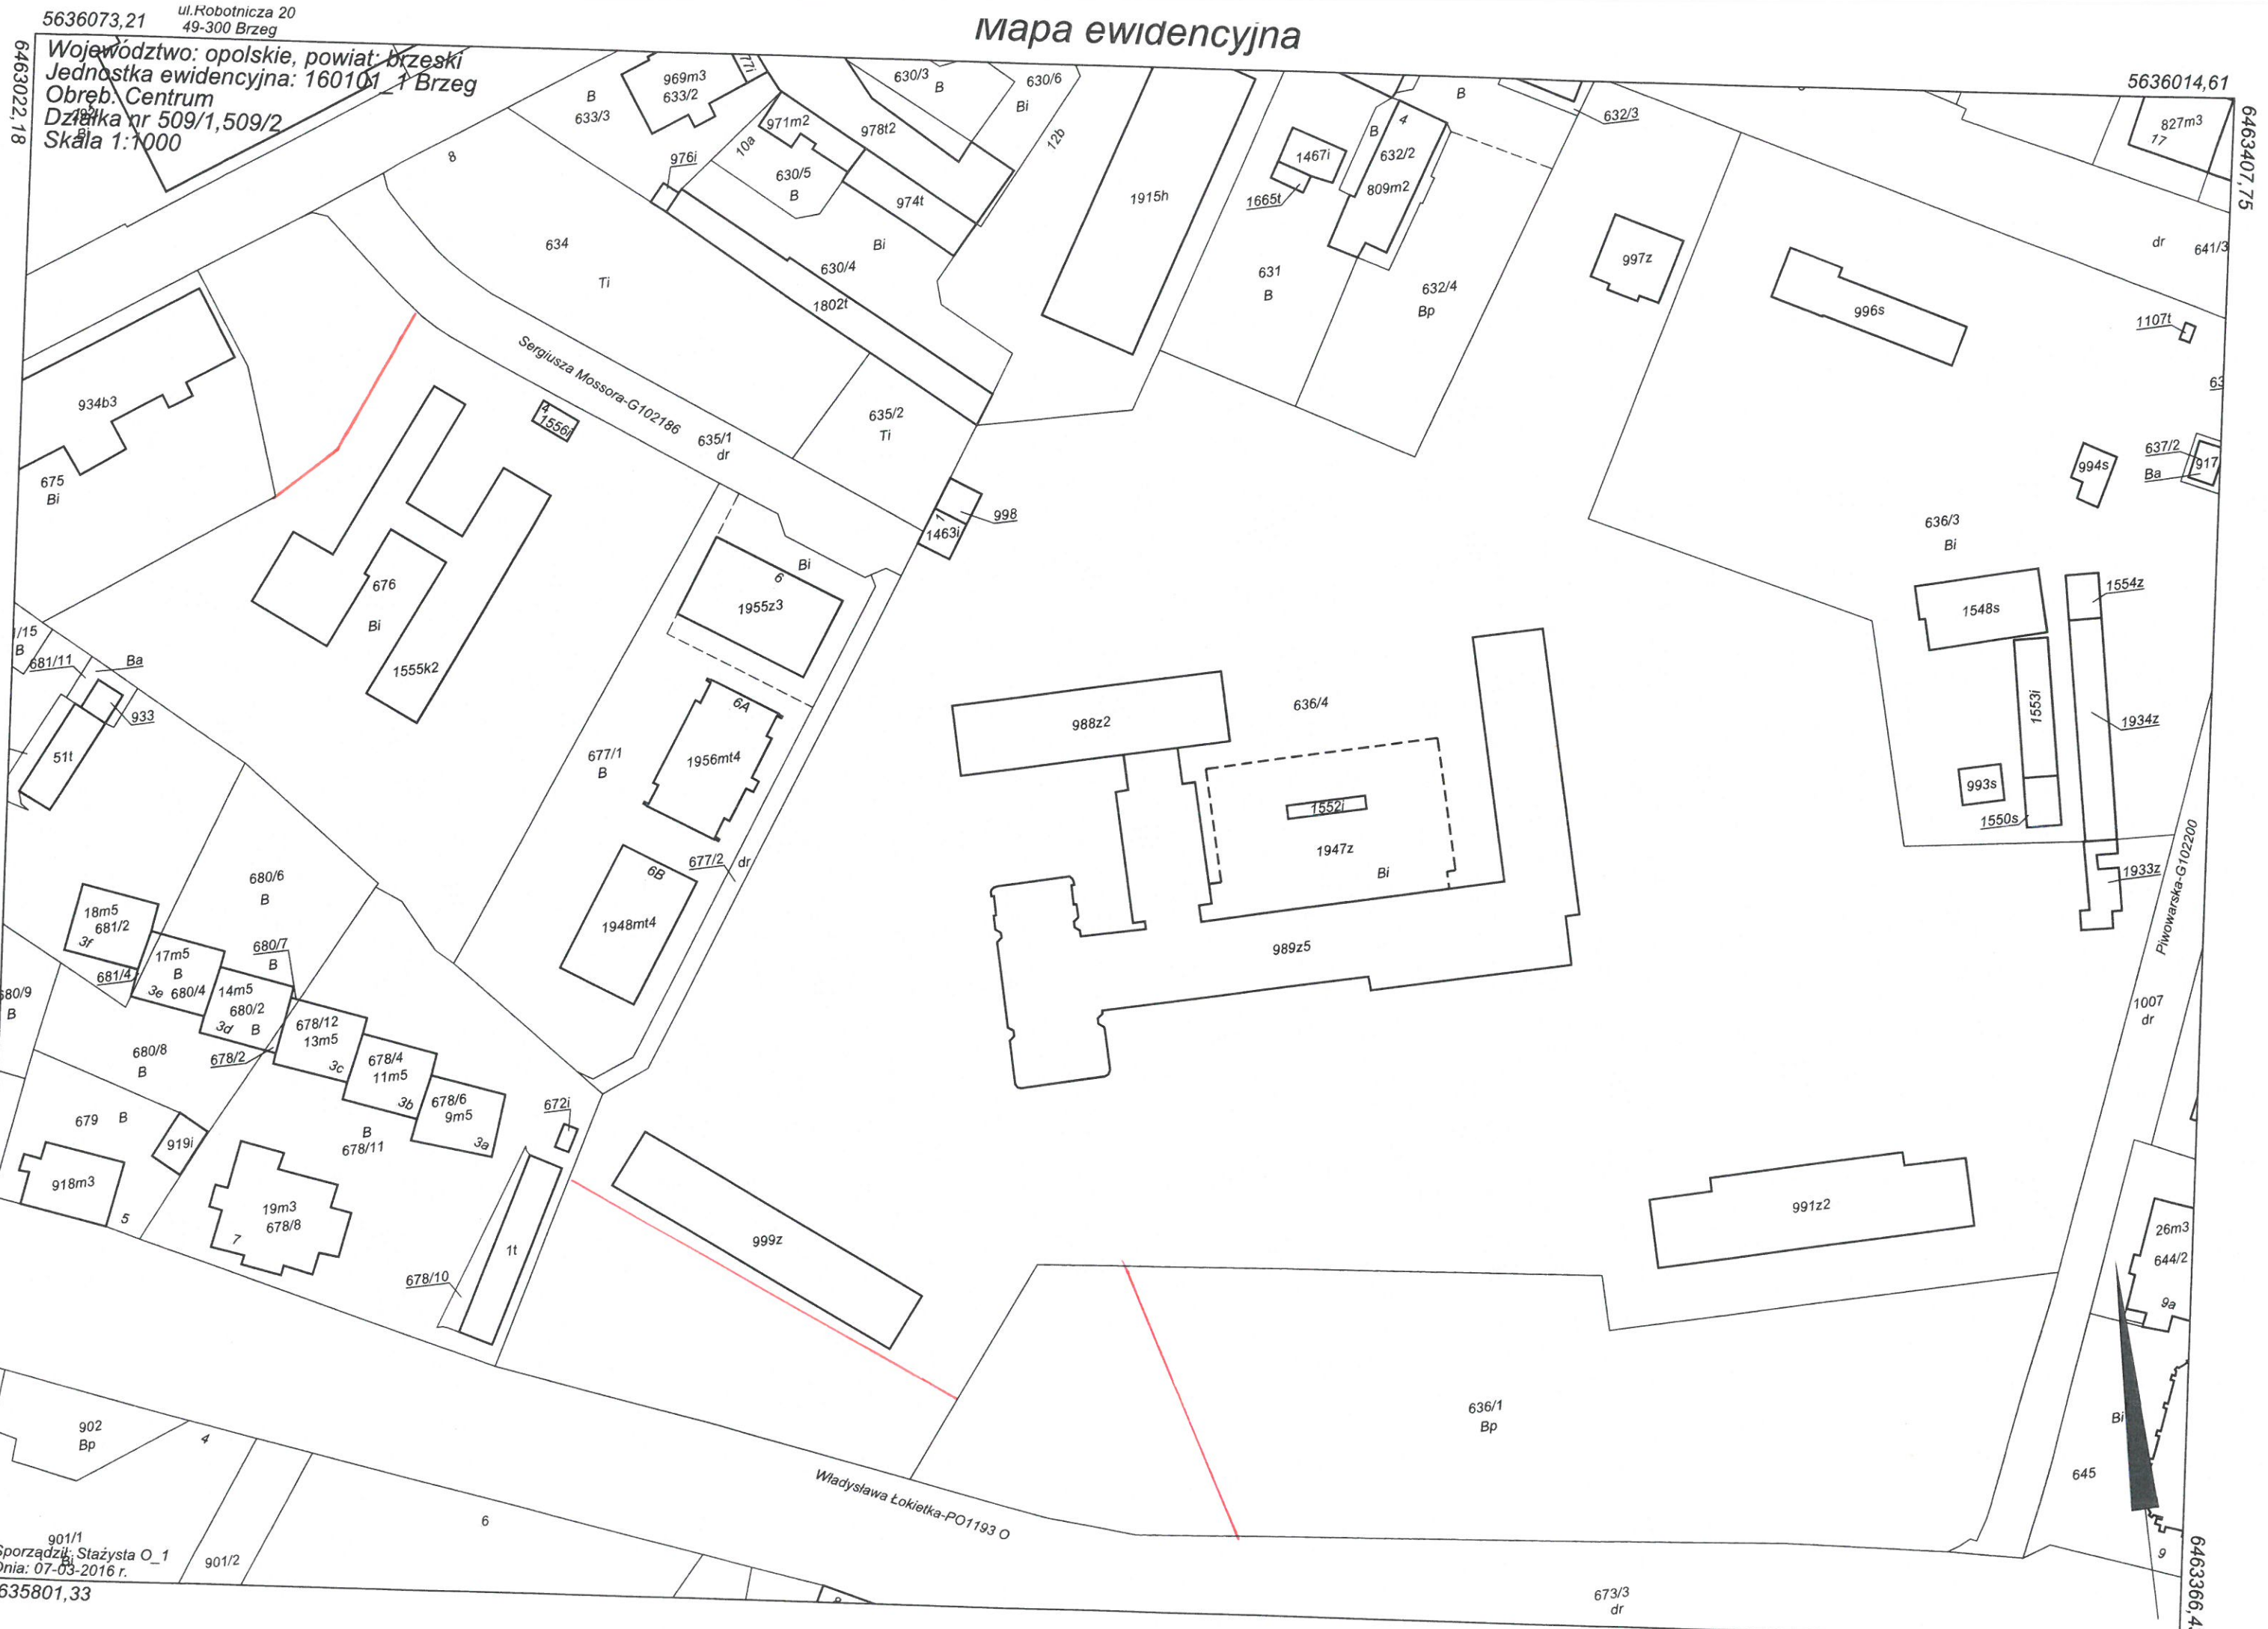 5636073,21
ul.Robotnicza 20
49-300 Brzeg
Mapa ewidencyjna
5636014,61
6463022,18
6463407,75
Województwo: opolskie, powiat: brzeski
Jednostka ewidencyjna: 160101_1 Brzeg
Obręb: Centrum
Działka nr 509/1,509/2
Skala 1:1000
Bi
8
B
633/3
969m3
633/2
971m2
10a
976i
630/5
B
978t2
974t
630/3
B
630/6
Bi
12b
Bi
630/4
1802t
634
Ti
1915h
1467i
1665t
B
4
632/2
809m2
B
632/3
631
B
632/4
Bp
997z
996s
827m3
17
dr
641/3
1107t
63
637/2
Ba
917
994s
636/3
Bi
934b3
675
Bi
Sergiusza Mossora-G102186
635/1
dr
635/2
Ti
4
1556i
998
1
1463i
676
Bi
1555k2
Bi
6
1955z3
6A
1956mt4
677/1
B
6B
1948mt4
677/2
dr
/15
B
681/11
Ba
933
51t
988z2
636/4
1552i
1947z
Bi
989z5
1548s
1554z
1553i
1934z
993s
1550s
1933z
Piwowarska-G102200
1007
dr
680/6
B
18m5
681/2
3f
681/4
17m5
B
3e
680/4
680/7
B
14m5
680/2
3d
B
678/2
678/12
13m5
3c
678/4
11m5
3b
678/6
9m5
3a
680/9
B
680/8
B
679
B
919i
918m3
5
B
678/11
19m3
678/8
7
672i
1t
678/10
999z
991z2
26m3
644/2
9a
636/1
Bp
Bi
645
9
902
Bp
4
6
Władysława Łokietka-PO1193 O
901/1
Bi
901/2
Sporządził: Stażysta O_1
Dnia: 07-03-2016 r.
635801,33
673/3
dr
6463366,4